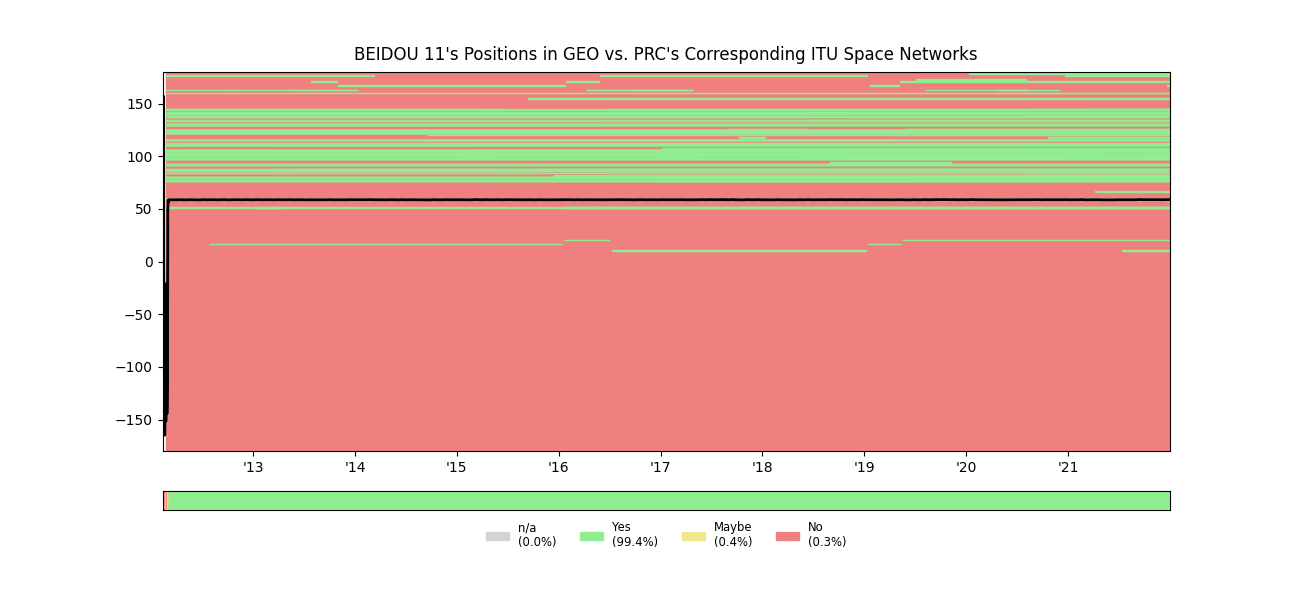 BEIDOU 11's Positions in GEO vs. PRC's Corresponding ITU Space Networks
150
100
50
0
−50
−100
−150
'13 '14 '15 '16 '17 '18 '19 '20 '21
n/a Yes Maybe No
(0.0%) (99.4%) (0.4%) (0.3%)